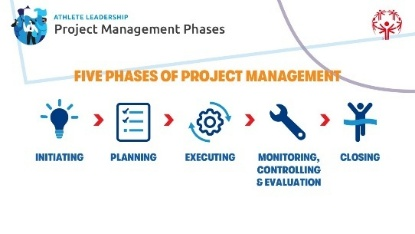 ATHLETE LEADERSHIP
Project Management Phases
FIVE PHASES OF PROJECT MANAGEMENT
INITIATING
PLANNING
EXECUTING
MONITORING,
CONTROLLING
& EVALUATION
CLOSING